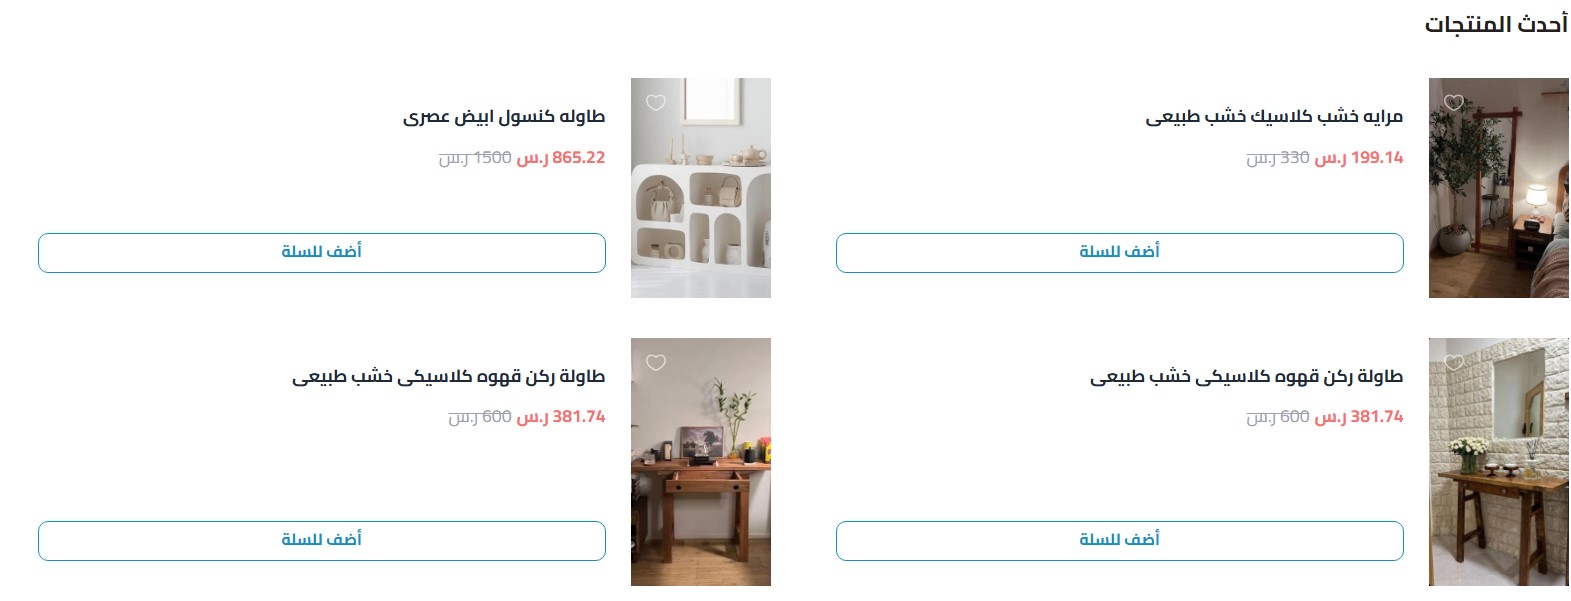 أحدث المنتجات
مرايه خشب كلاسيك خشب طبيعى
199.14 ر.س 330 ر.س
أضف للسلة
طاوله كنسول ابيض عصرى
865.22 ر.س 1500 ر.س
أضف للسلة
طاولة ركن قهوه كلاسيكى خشب طبيعى
381.74 ر.س 600 ر.س
أضف للسلة
طاولة ركن قهوه كلاسيكى خشب طبيعى
381.74 ر.س 600 ر.س
أضف للسلة